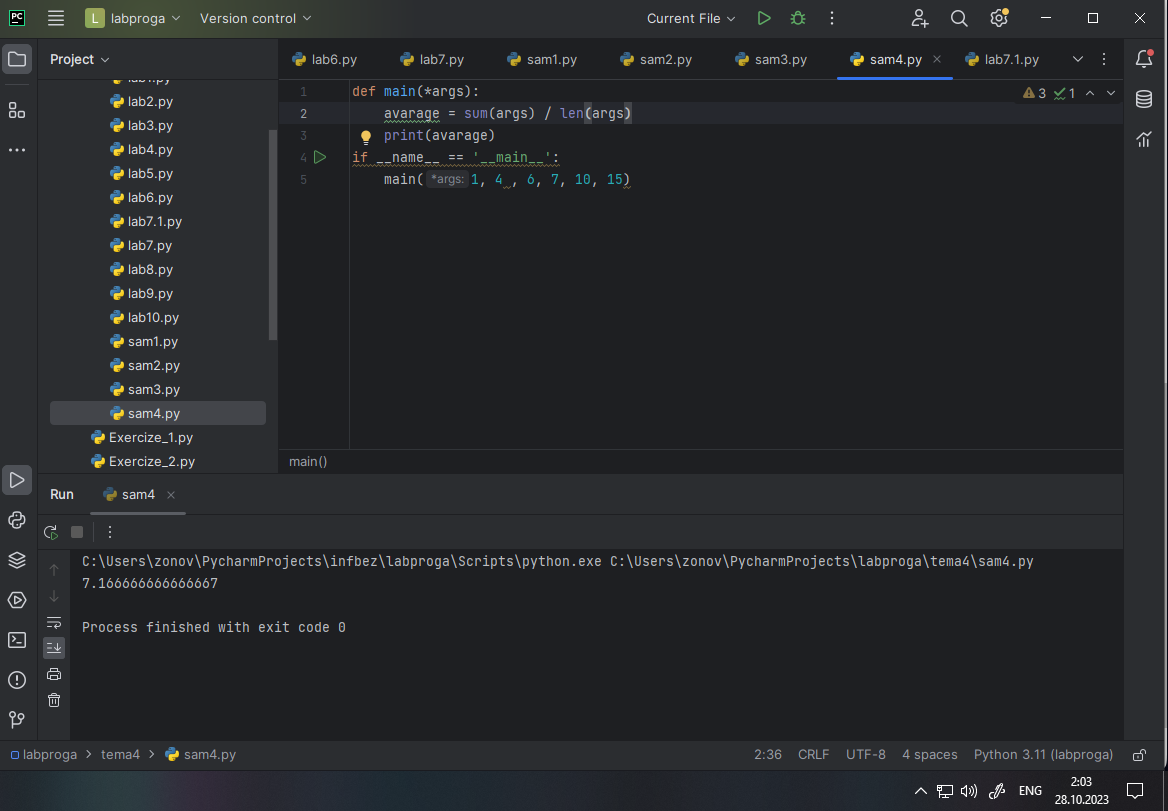 PC L labproga Version control Current File
Project
lab6.py lab7.py sam1.py sam2.py sam3.py sam4.py lab7.1.py
lab1.py
lab2.py
lab3.py
lab4.py
lab5.py
lab6.py
lab7.1.py
lab7.py
lab8.py
lab9.py
lab10.py
sam1.py
sam2.py
sam3.py
sam4.py
Exercize_1.py
Exercize_2.py
3 1
1 def main(*args):
2 avarage = sum(args) / len(args)
3 print(avarage)
4 if __name__ == '__main__':
5 main( *args: 1, 4 , 6, 7, 10, 15)
main()
Run sam4
C:\Users\zonov\PycharmProjects\infbez\labproga\Scripts\python.exe C:\Users\zonov\PycharmProjects\labproga\tema4\sam4.py
7.166666666666667
Process finished with exit code 0
labproga > tema4 > sam4.py 2:36 CRLF UTF-8 4 spaces Python 3.11 (labproga)
ENG
2:03
28.10.2023